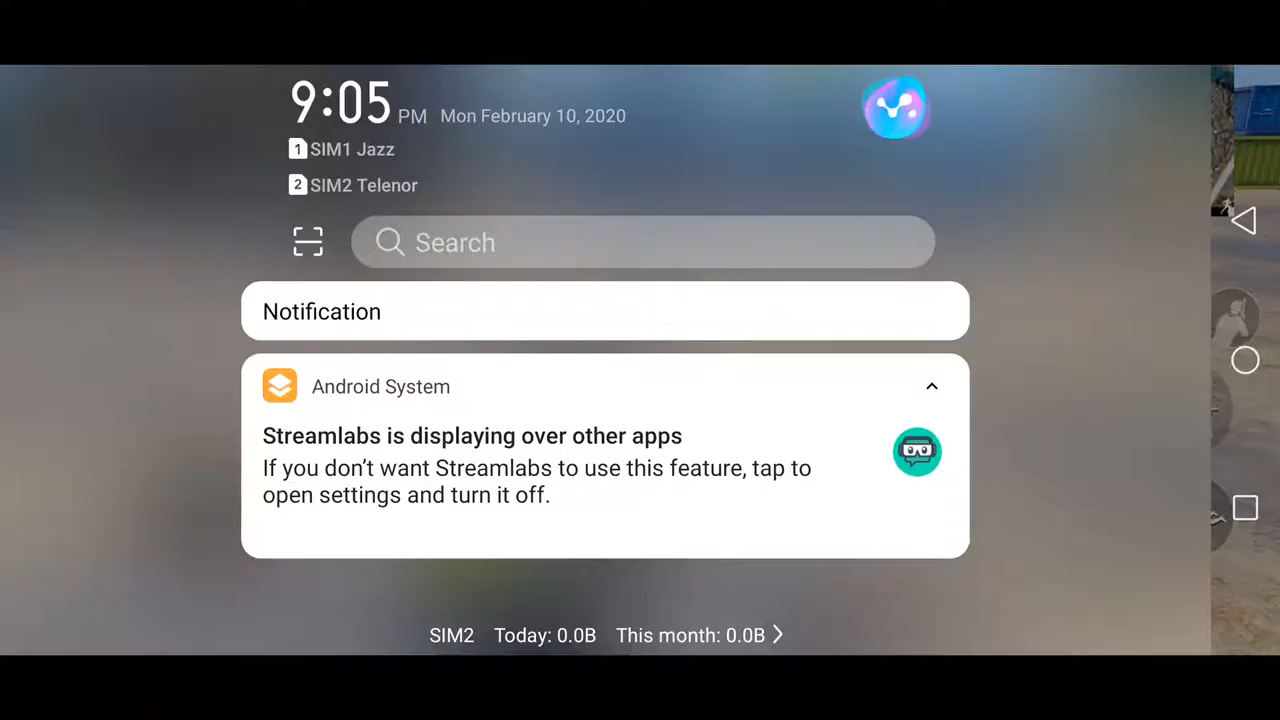 9:05 PM Mon February 10, 2020
1 SIM1 Jazz
2 SIM2 Telenor
Search
Notification
Android System
Streamlabs is displaying over other apps
If you don’t want Streamlabs to use this feature, tap to
open settings and turn it off.
SIM2 Today: 0.0B This month: 0.0B